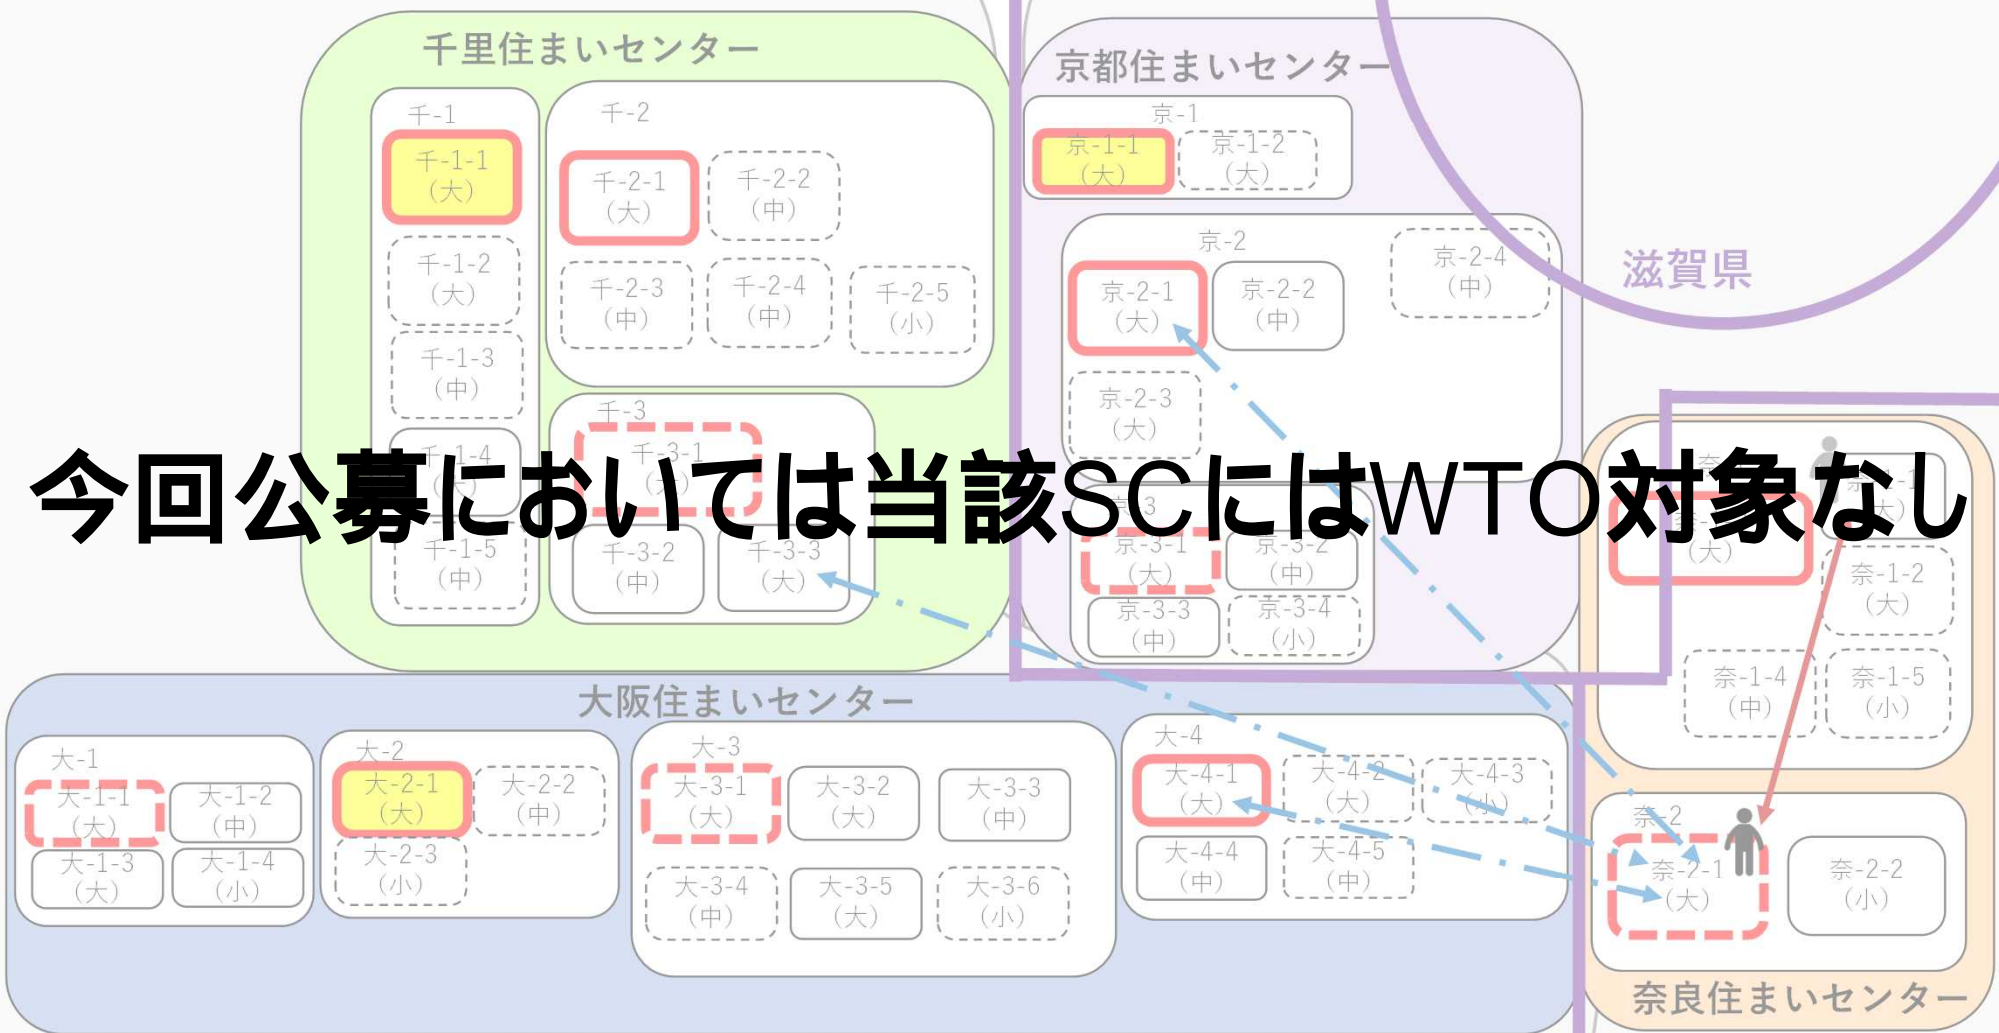 千里住まいセンター
千-1
千-1-1
（大）
千-1-2
（大）
千-1-3
（中）
千-1-4
千-1-5
（中）
千-2
千-2-1
（大）
千-2-2
（中）
千-2-3
（中）
千-2-4
（中）
千-2-5
（小）
千-3
千-3-1
千-3-2
（中）
千-3-3
（大）
京都住まいセンター
京-1
京-1-1
（大）
京-1-2
（大）
京-2
京-2-1
（大）
京-2-2
（中）
京-2-3
（大）
京-2-4
（中）
京-3-1
（大）
京-3-2
（中）
京-3-3
（中）
京-3-4
（小）
滋賀県
今回公募においては当該SCにはWTO対象なし
（大）
奈-1-2
（大）
奈-1-4
（中）
奈-1-5
（小）
大阪住まいセンター
大-1
大-1-1
（大）
大-1-2
（中）
大-1-3
（大）
大-1-4
（小）
大-2
大-2-1
（大）
大-2-2
（中）
大-2-3
（小）
大-3
大-3-1
（大）
大-3-2
（大）
大-3-3
（中）
大-3-4
（中）
大-3-5
（大）
大-3-6
（小）
大-4
大-4-1
（大）
大-4-2
（大）
大-4-3
（小）
大-4-4
（中）
大-4-5
（中）
奈-2
奈-2-1
（大）
奈-2-2
（小）
奈良住まいセンター